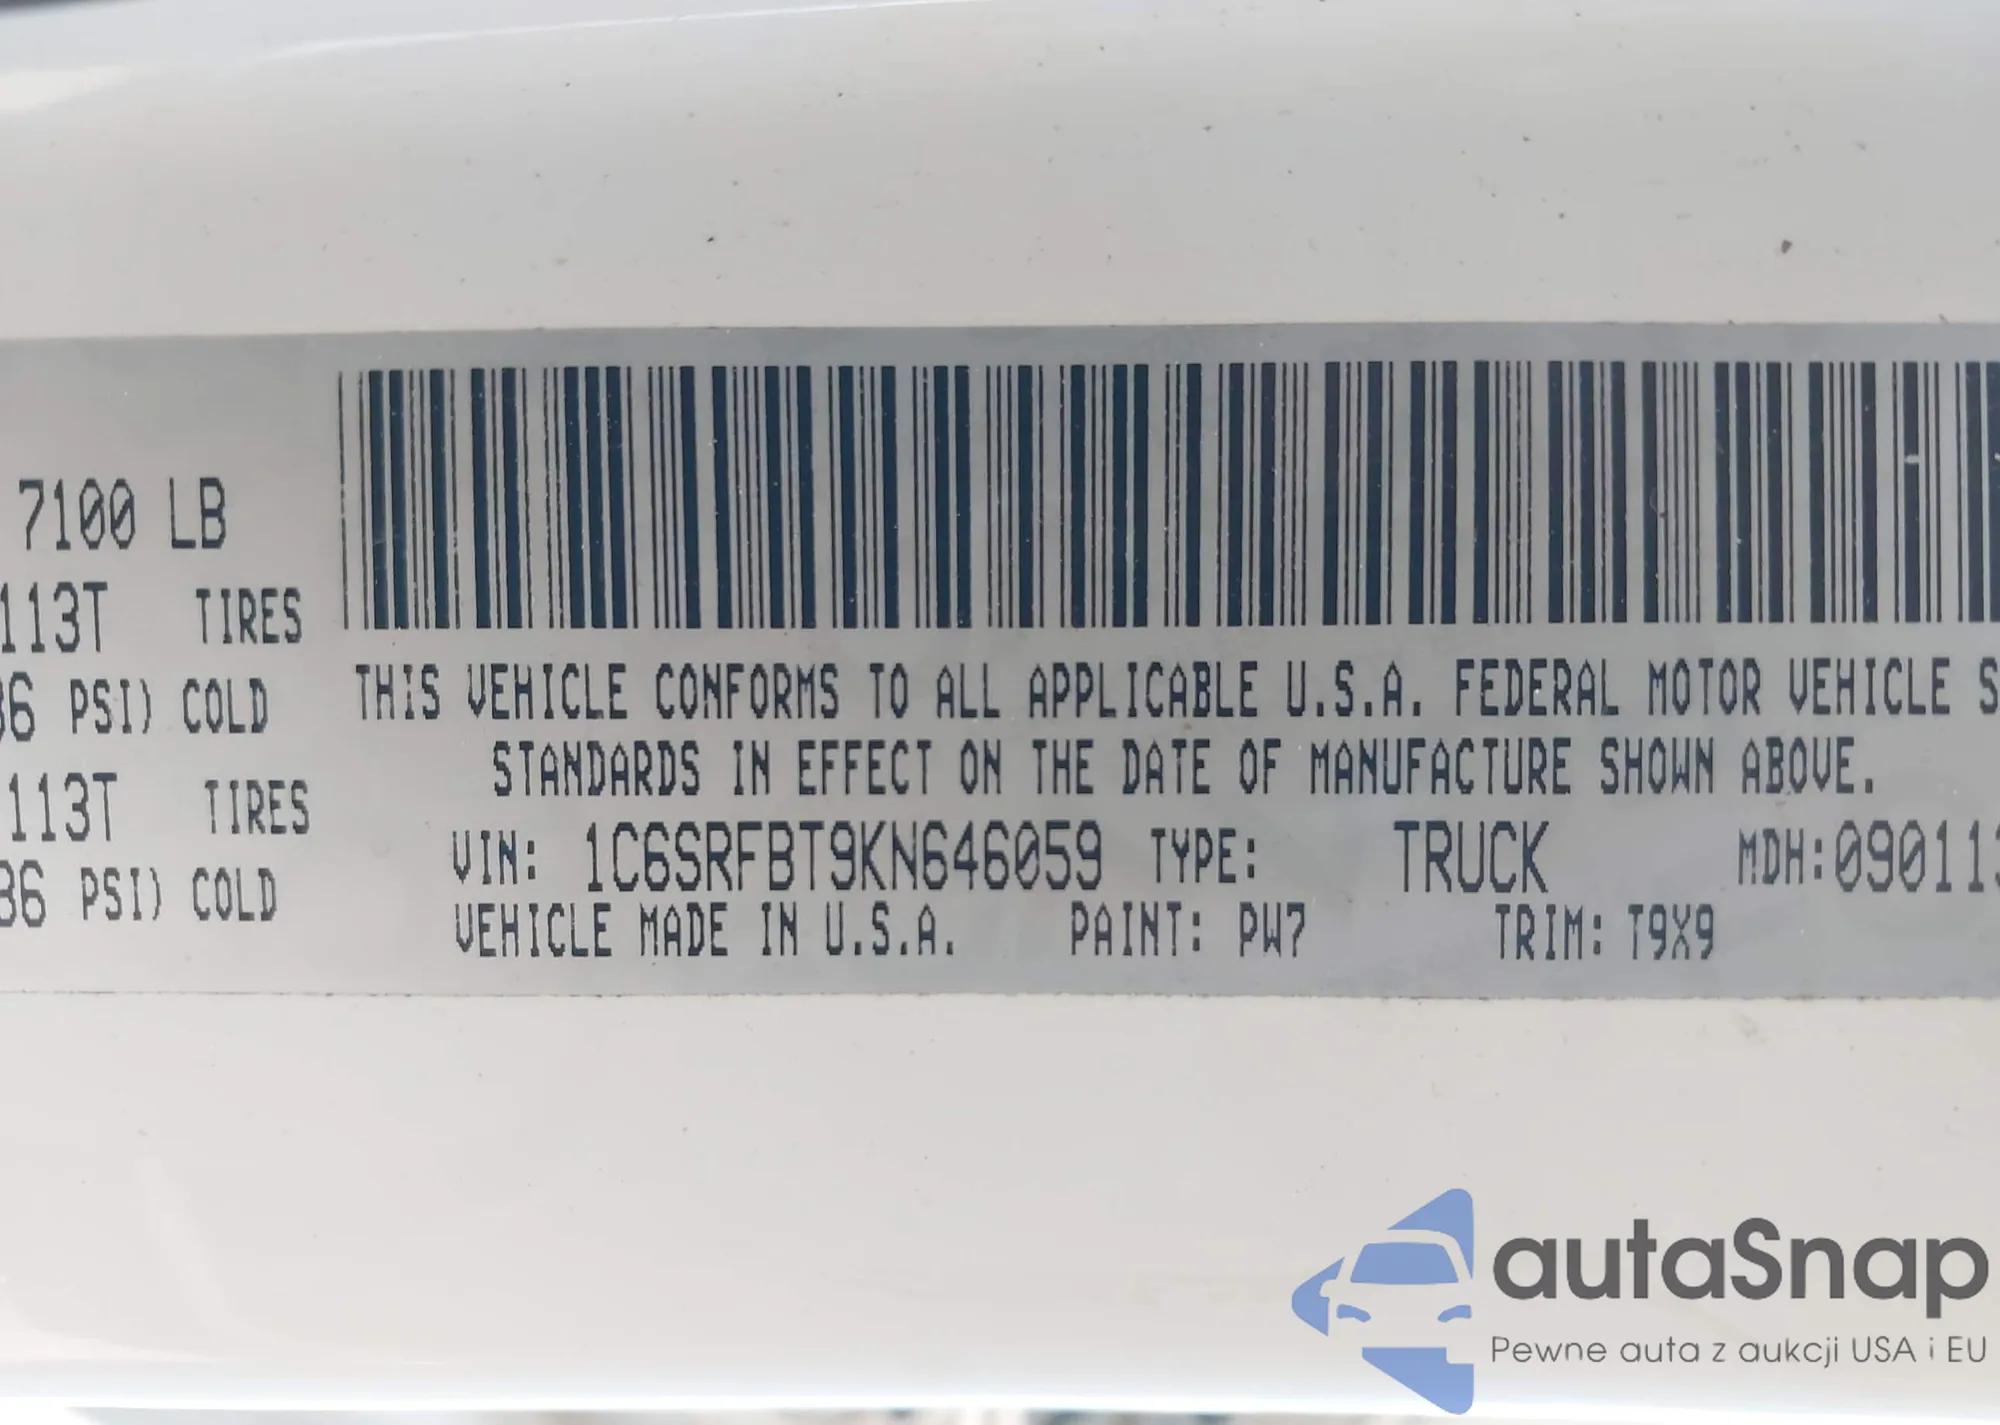 7100 LB
113T TIRES
36 PSI) COLD
113T TIRES
36 PSI) COLD
THIS VEHICLE CONFORMS TO ALL APPLICABLE U.S.A. FEDERAL MOTOR VEHICLE S
STANDARDS IN EFFECT ON THE DATE OF MANUFACTURE SHOWN ABOVE.
VIN: 1C6SRFBT9KN646059 TYPE: TRUCK MDH:090113
VEHICLE MADE IN U.S.A. PAINT: PW7 TRIM: T9X9
autaSnap
Pewne auta z aukcji USA i EU